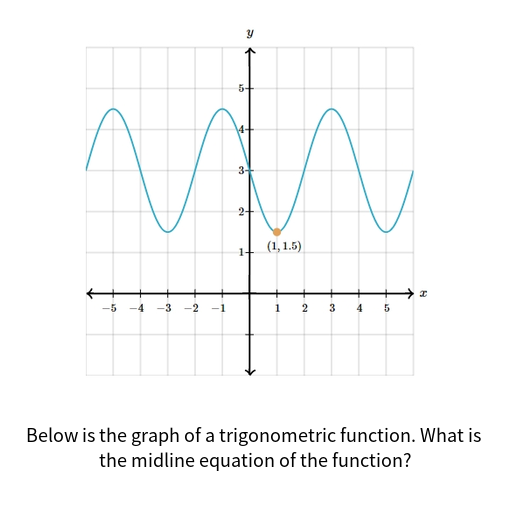 y
5
4
3
2
1
(1, 1.5)
x
−5 −4 −3 −2 −1 1 2 3 4 5
Below is the graph of a trigonometric function. What is
the midline equation of the function?